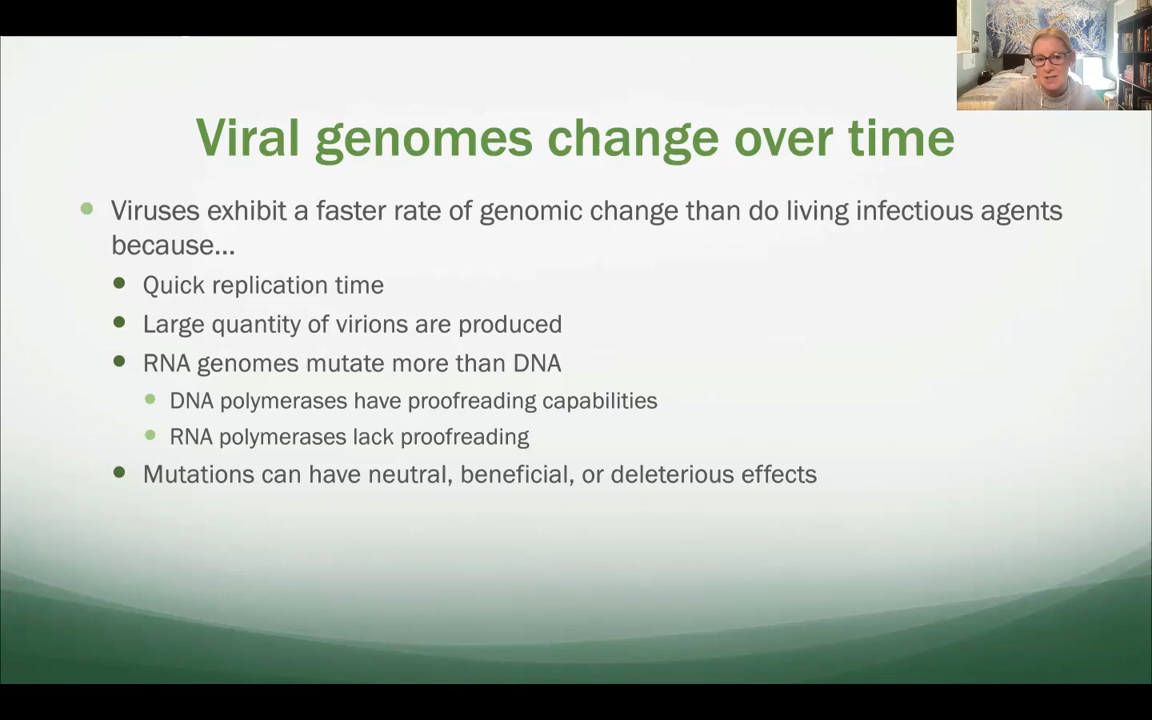 Viral genomes change over time
Viruses exhibit a faster rate of genomic change than do living infectious agents
because...
Quick replication time
Large quantity of virions are produced
RNA genomes mutate more than DNA
DNA polymerases have proofreading capabilities
RNA polymerases lack proofreading
Mutations can have neutral, beneficial, or deleterious effects